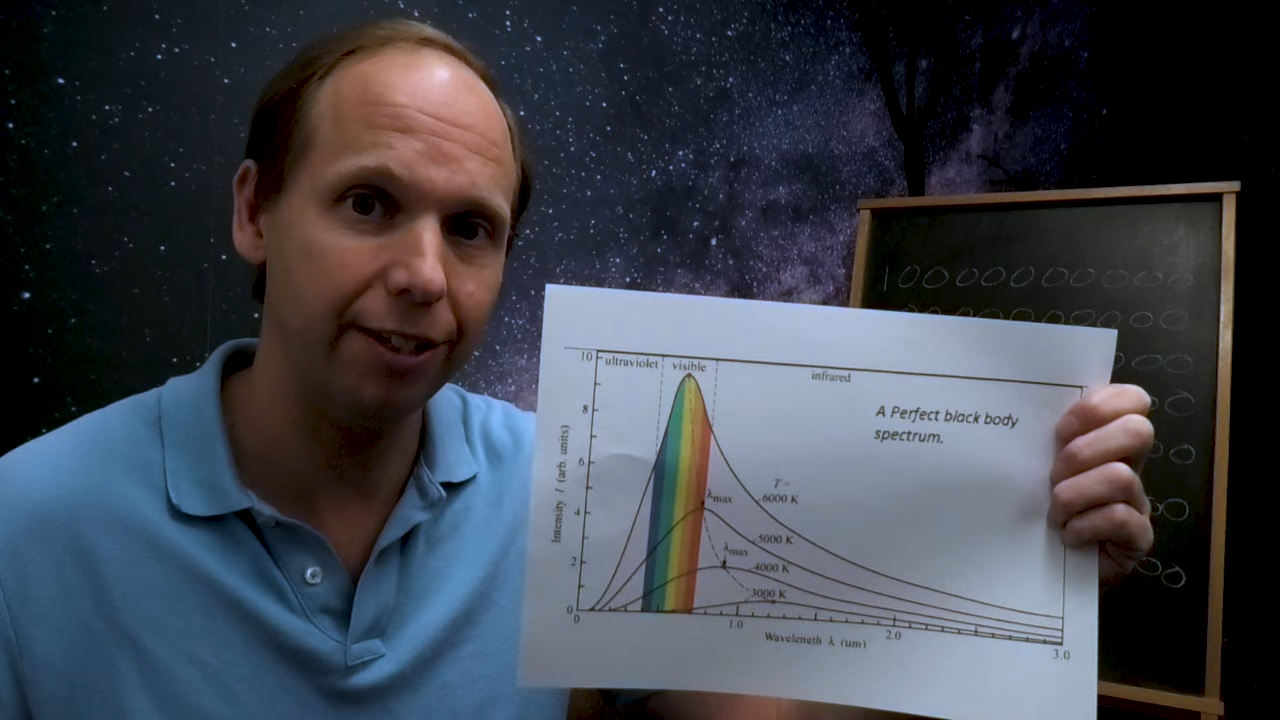 1000000000
10
ultraviolet
visible
infrared
8
A Perfect black body
spectrum.
6
T =
6000 K
λmax
4
5000 K
λmax
2
4000 K
3000 K
0
0
1.0
2.0
3.0
Intensity I (arb. units)
Wavelength λ (um)